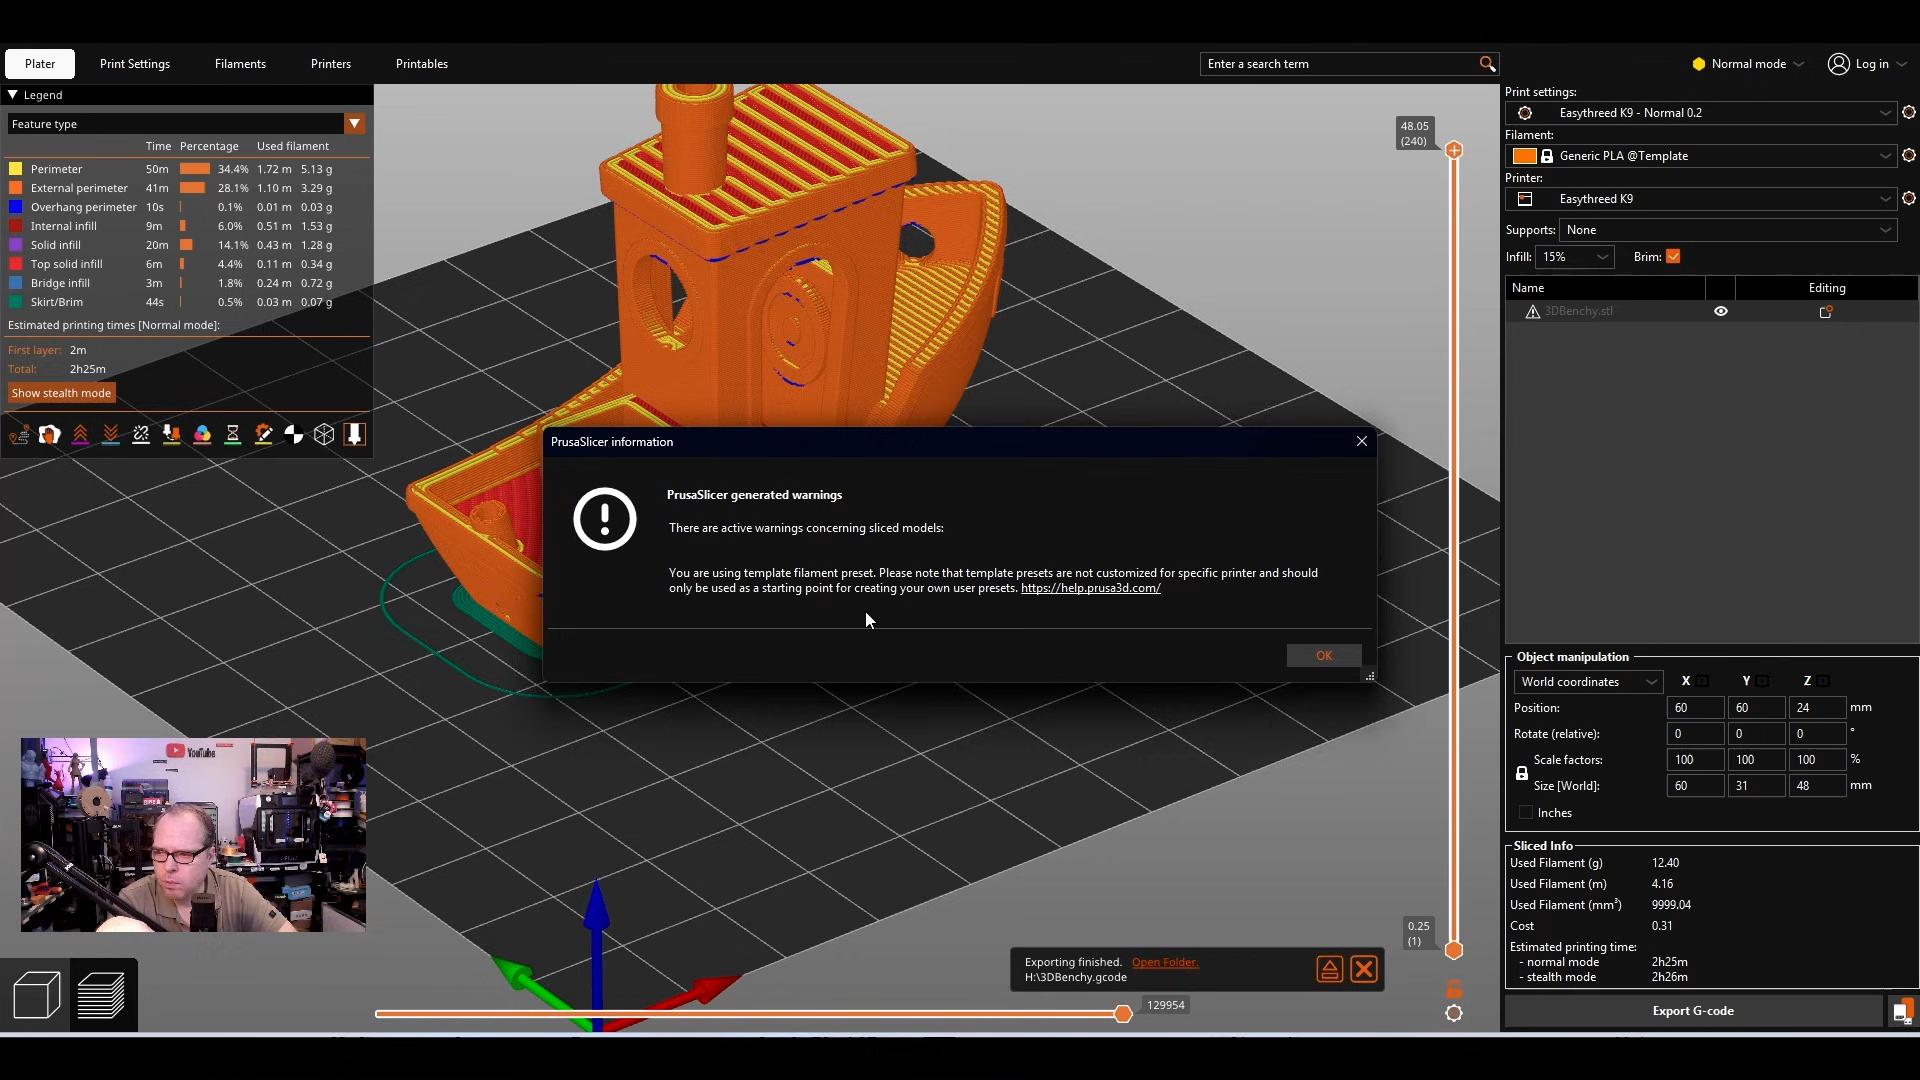 Plater
Print Settings
Filaments
Printers
Printables
Enter a search term
Normal mode
Log in
Legend
Feature type
Time Percentage Used filament
Perimeter 50m 34.4% 1.72 m 5.13 g
External perimeter 41m 28.1% 1.10 m 3.29 g
Overhang perimeter 10s 0.1% 0.01 m 0.03 g
Internal infill 9m 6.0% 0.51 m 1.53 g
Solid infill 20m 14.1% 0.43 m 1.28 g
Top solid infill 6m 4.4% 0.11 m 0.34 g
Bridge infill 3m 1.8% 0.24 m 0.72 g
Skirt/Brim 44s 0.5% 0.03 m 0.07 g
Estimated printing times [Normal mode]:
First layer: 2m
Total: 2h25m
Show stealth mode
48.05
(240)
PrusaSlicer information
PrusaSlicer generated warnings
There are active warnings concerning sliced models:
You are using template filament preset. Please note that template presets are not customized for specific printer and should
only be used as a starting point for creating your own user presets. https://help.prusa3d.com/
OK
YouTube
0.25
(1)
Exporting finished. Open Folder.
H:\3DBenchy.gcode
129954
Print settings:
Easythreed K9 - Normal 0.2
Filament:
Generic PLA @Template
Printer:
Easythreed K9
Supports: None
Infill: 15% Brim:
Name Editing
3DBenchy.stl
Object manipulation
World coordinates X Y Z
Position: 60 60 24 mm
Rotate (relative): 0 0 0 °
Scale factors: 100 100 100 %
Size [World]: 60 31 48 mm
Inches
Sliced Info
Used Filament (g) 12.40
Used Filament (m) 4.16
Used Filament (mm³) 9999.04
Cost 0.31
Estimated printing time:
- normal mode 2h25m
- stealth mode 2h26m
Export G-code